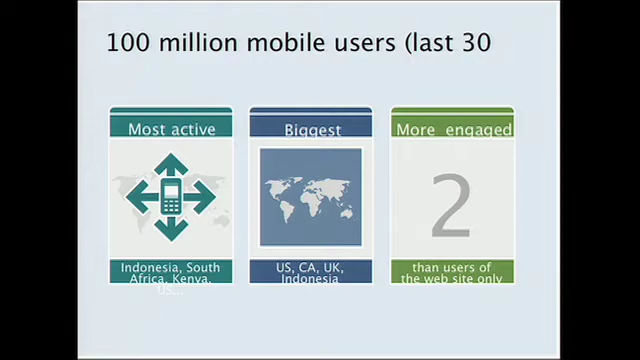 100 million mobile users (last 30
Most active
Biggest
More engaged
2
Indonesia, South
Africa, Kenya,
US...
US, CA, UK,
Indonesia
than users of
the web site only